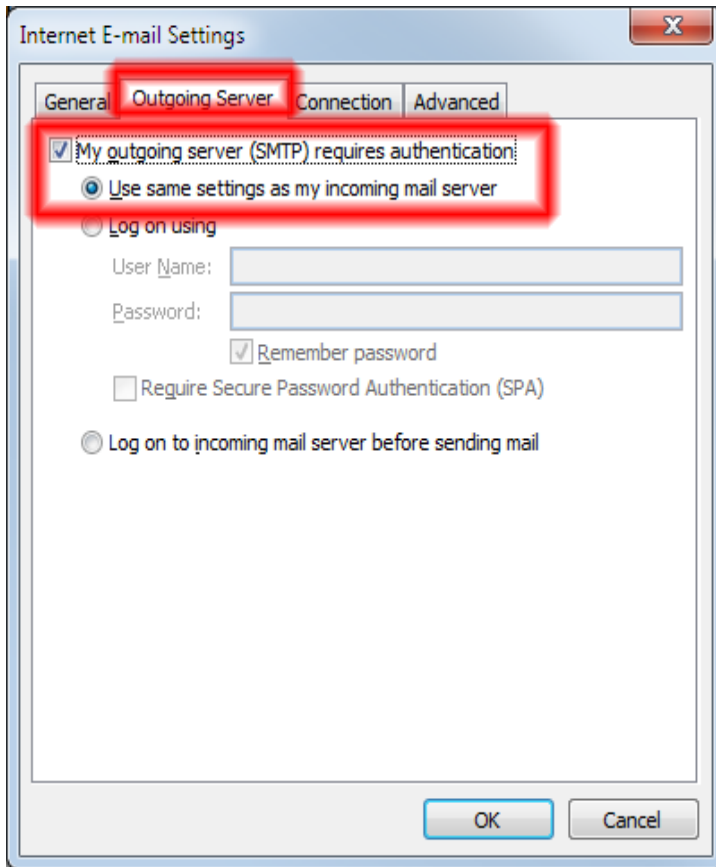 Internet E-mail Settings
General Outgoing Server Connection Advanced
My outgoing server (SMTP) requires authentication
Use same settings as my incoming mail server
Log on using
User Name:
Password:
Remember password
Require Secure Password Authentication (SPA)
Log on to incoming mail server before sending mail
OK Cancel